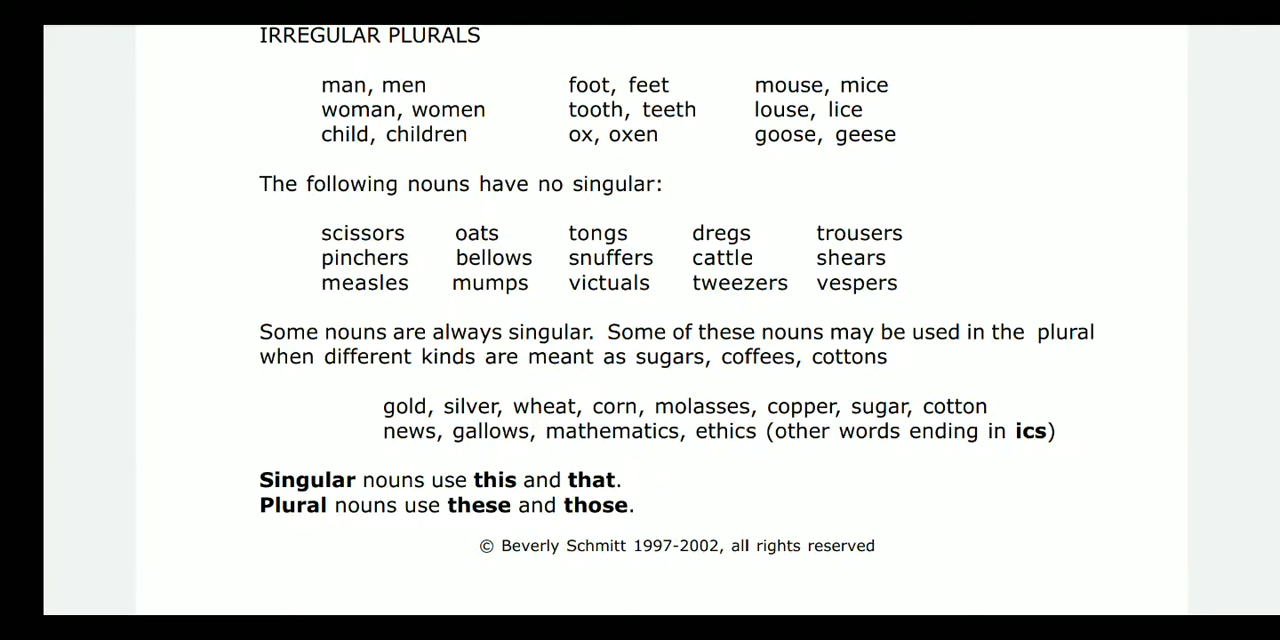 IRREGULAR PLURALS
man, men foot, feet mouse, mice
woman, women tooth, teeth louse, lice
child, children ox, oxen goose, geese
The following nouns have no singular:
scissors oats tongs dregs trousers
pinchers bellows snuffers cattle shears
measles mumps victuals tweezers vespers
Some nouns are always singular. Some of these nouns may be used in the plural
when different kinds are meant as sugars, coffees, cottons
gold, silver, wheat, corn, molasses, copper, sugar, cotton
news, gallows, mathematics, ethics (other words ending in ics)
Singular nouns use this and that.
Plural nouns use these and those.
© Beverly Schmitt 1997-2002, all rights reserved